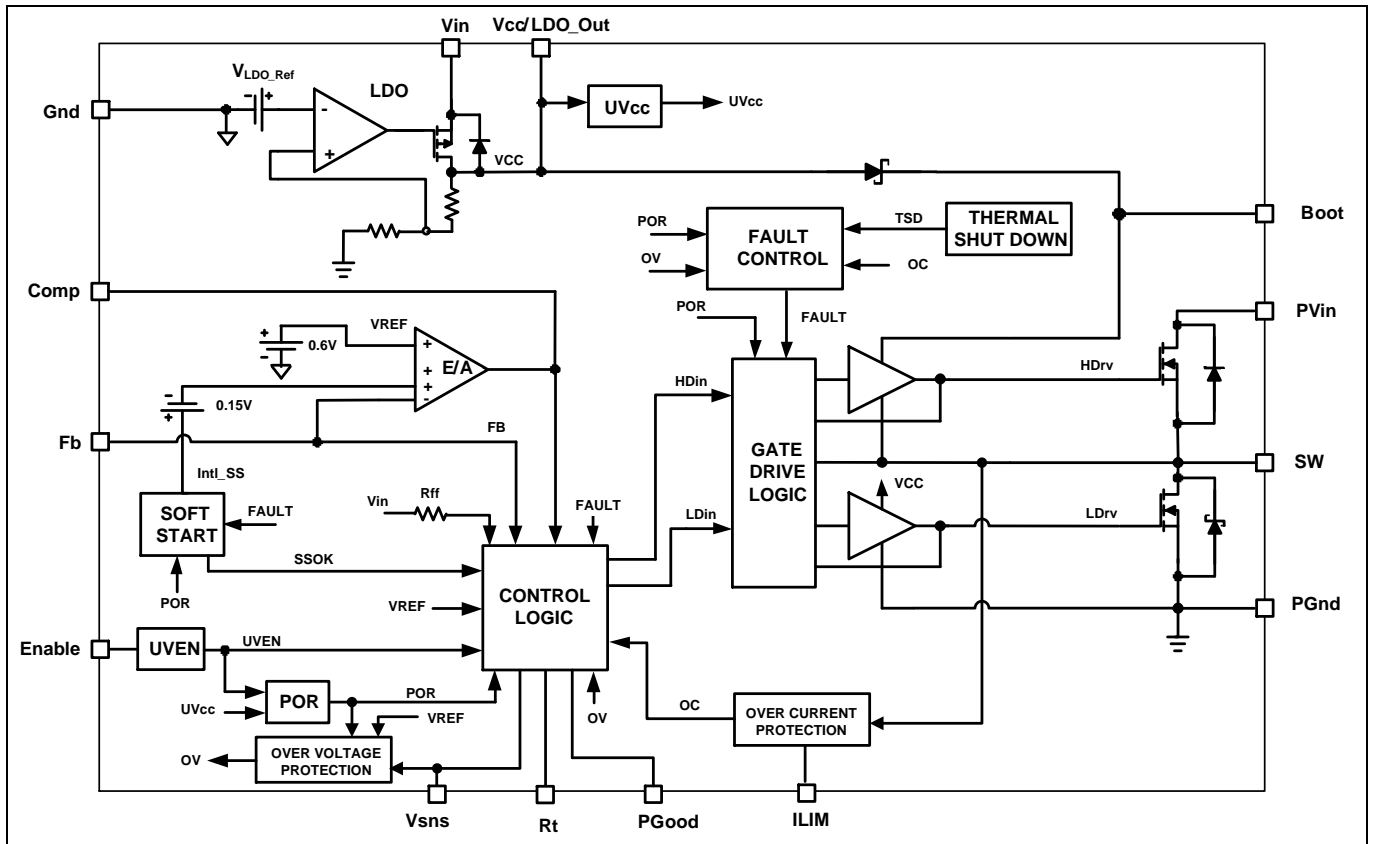 Vin
Vcc/LDO_Out
VLDO_Ref
- +
LDO
Gnd
-
+
UVcc
UVcc
VCC
Boot
TSD
THERMAL
SHUT DOWN
POR
FAULT
CONTROL
OV
OC
Comp
POR
FAULT
PVin
+
-
0.6V
VREF
+
+
+
-
E/A
HDrv
HDin
-
+
0.15V
Fb
FB
GATE
DRIVE
LOGIC
SW
Intl_SS
Vin
Rff
VCC
SOFT
START
FAULT
FAULT
LDin
LDrv
SSOK
POR
VREF
CONTROL
LOGIC
PGnd
Enable
UVEN
UVEN
UVcc
POR
POR
VREF
OV
OC
OVER CURRENT
PROTECTION
OV
OVER VOLTAGE
PROTECTION
Vsns
Rt
PGood
ILIM